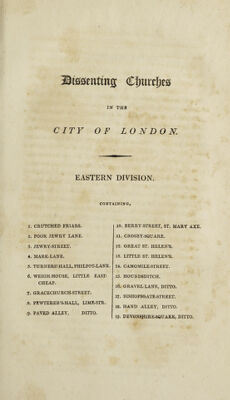 Dissenting Churches
IN THE
CITY OF LONDON.
EASTERN DIVISION.
CONTAINING,
1. CRUTCHED FRIARS.
2. POOR JEWRY LANE.
3. JEWRY-STREET.
4. MARK-LANE.
5. TURNERS'-HALL, PHILPOT-LANE.
6. WEIGH-HOUSE, LITTLE EAST-
CHEAP.
7. GRACECHURCH-STREET.
8. PEWTERER'S-HALL, LIME-STR.
9. PAVED ALLEY, DITTO.
10. BERRY-STREET, ST. MARY AXE.
11. CROSBY-SQUARE.
12. GREAT ST. HELEN'S.
13. LITTLE ST. HELEN'S.
14. CAMOMILE-STREET.
15. HOUNDSDITCH.
16. GRAVEL-LANE, DITTO.
17. BISHOPSGATE-STREET.
18. HAND ALLEY, DITTO.
19. DEVONSHIRE-SQUARE, DITTO.